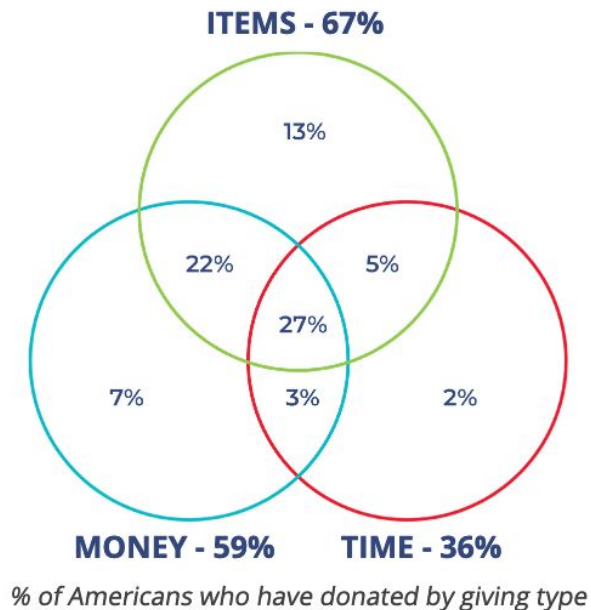 ITEMS - 67%
13%
22%
5%
27%
7%
3%
2%
MONEY - 59%
TIME - 36%
% of Americans who have donated by giving type